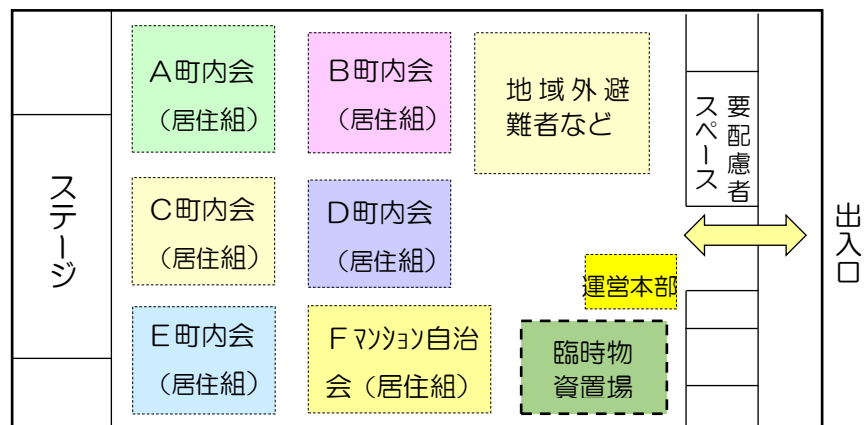 ステージ
Ａ町内会
（居住組）
Ｂ町内会
（居住組）
地域外避
難者など
要配慮者
スペース
Ｃ町内会
（居住組）
Ｄ町内会
（居住組）
出入口
運営本部
Ｅ町内会
（居住組）
Ｆマンション自治
会（居住組）
臨時物
資置場